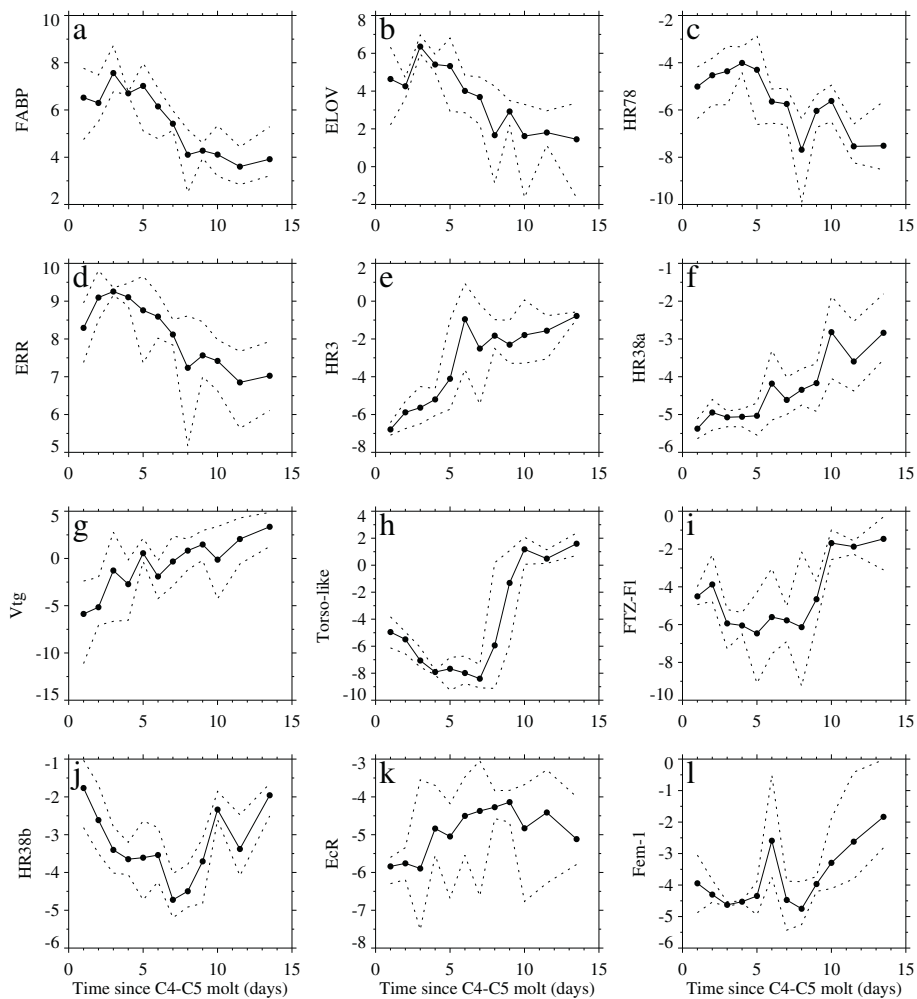 a
10
8
6
4
2
FABP
0 5 10 15
b
8
6
4
2
0
-2
ELOV
0 5 10 15
c
-2
-4
-6
-8
-10
HR78
0 5 10 15
d
10
9
8
7
6
5
ERR
0 5 10 15
e
2
0
-2
-4
-6
-8
HR3
0 5 10 15
f
-1
-2
-3
-4
-5
-6
HR38a
0 5 10 15
g
5
0
-5
-10
-15
Vtg
0 5 10 15
h
4
2
0
-2
-4
-6
-8
-10
Torso-like
0 5 10 15
i
0
-2
-4
-6
-8
-10
FTZ-F1
0 5 10 15
j
-1
-2
-3
-4
-5
-6
HR38b
0 5 10 15
Time since C4-C5 molt (days)
k
-3
-4
-5
-6
-7
-8
EcR
0 5 10 15
Time since C4-C5 molt (days)
l
0
-1
-2
-3
-4
-5
-6
Fem-1
0 5 10 15
Time since C4-C5 molt (days)